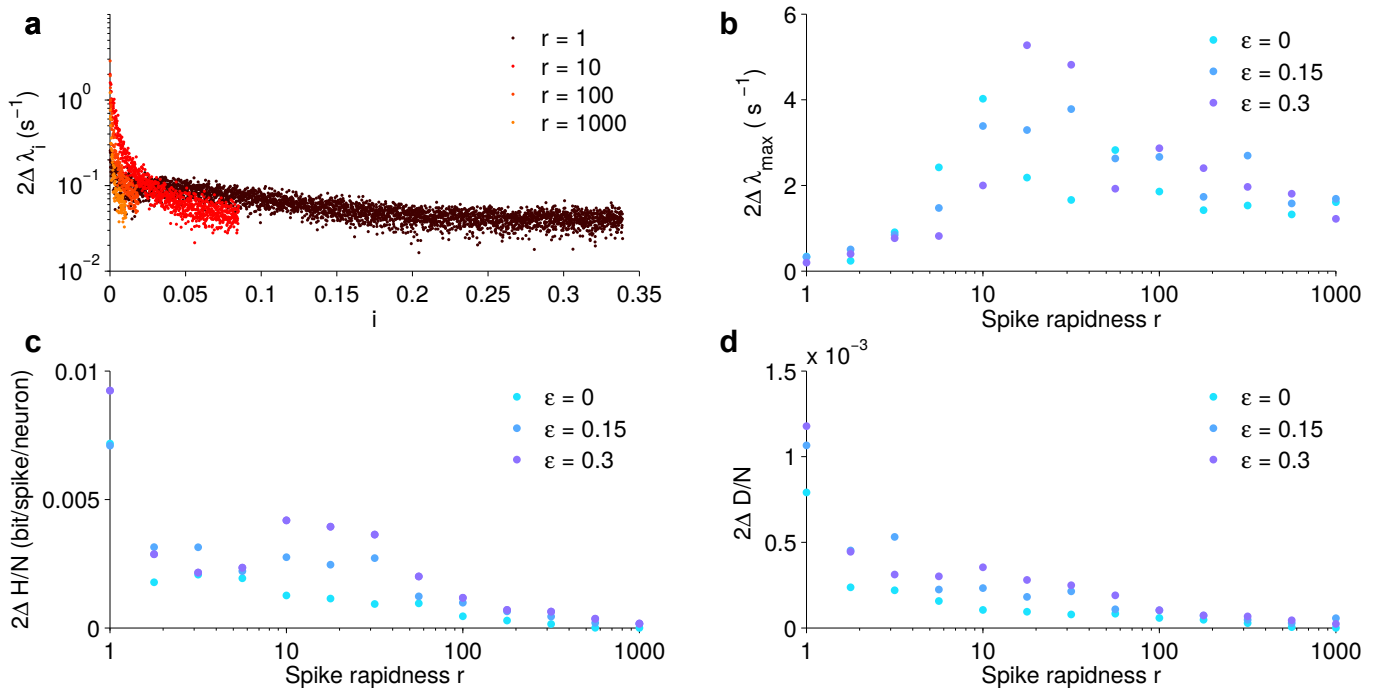 a
2Δ λi (s−1)
10^0
10^−1
10^−2
r = 1
r = 10
r = 100
r = 1000
0 0.05 0.1 0.15 0.2 0.25 0.3 0.35
i
b
2Δ λmax ( s−1)
6
4
2
0
ε = 0
ε = 0.15
ε = 0.3
1 10 100 1000
Spike rapidness r
c
2Δ H/N (bit/spike/neuron)
0.01
0.005
0
ε = 0
ε = 0.15
ε = 0.3
1 10 100 1000
Spike rapidness r
d
x 10−3
2Δ D/N
1.5
1
0.5
0
ε = 0
ε = 0.15
ε = 0.3
1 10 100 1000
Spike rapidness r